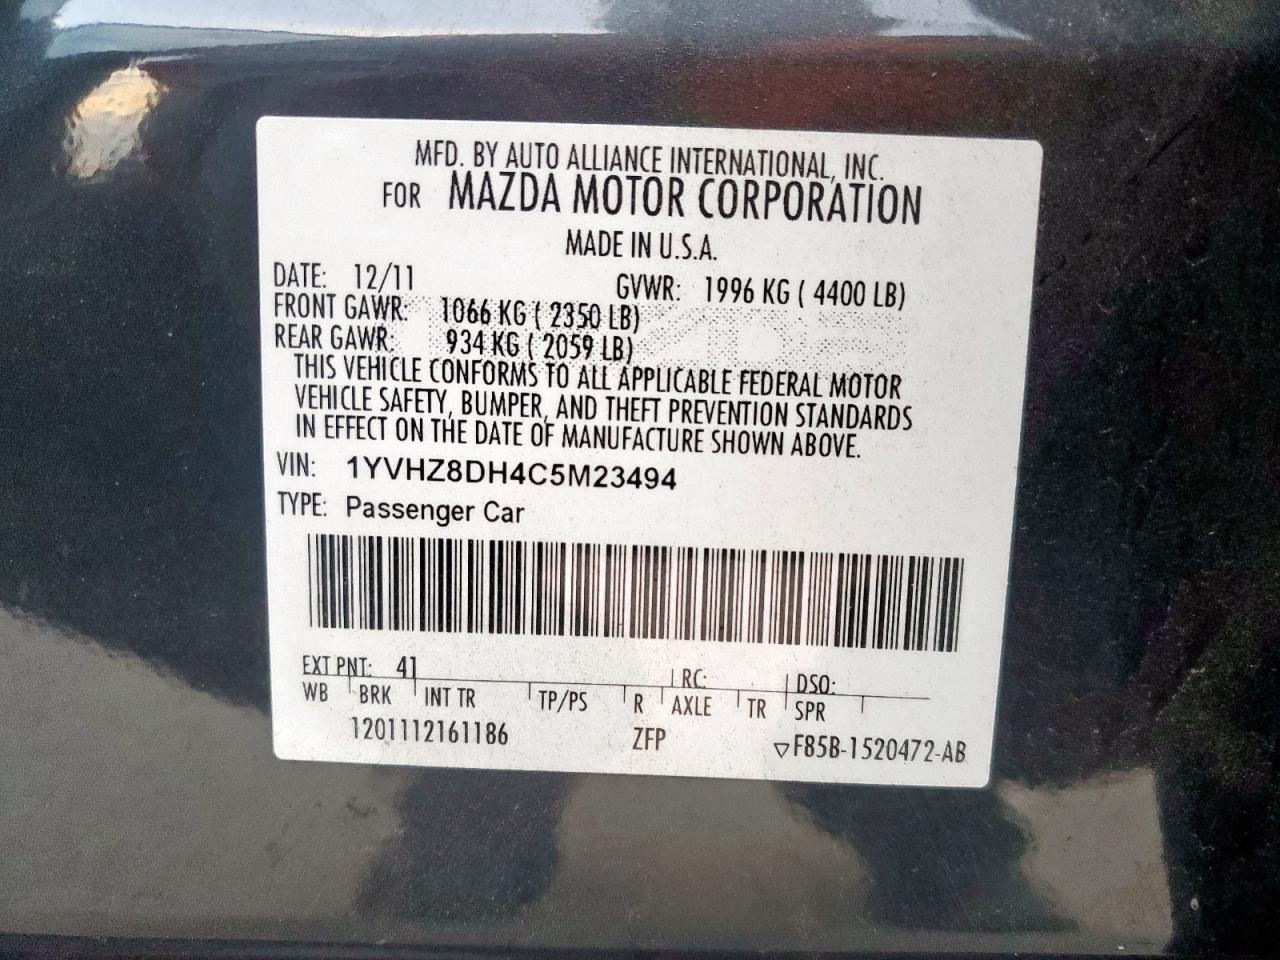 MFD. BY AUTO ALLIANCE INTERNATIONAL, INC.
FOR MAZDA MOTOR CORPORATION
MADE IN U.S.A.
DATE: 12/11 GVWR: 1996 KG ( 4400 LB)
FRONT GAWR: 1066 KG ( 2350 LB)
REAR GAWR: 934 KG ( 2059 LB)
THIS VEHICLE CONFORMS TO ALL APPLICABLE FEDERAL MOTOR
VEHICLE SAFETY, BUMPER, AND THEFT PREVENTION STANDARDS
IN EFFECT ON THE DATE OF MANUFACTURE SHOWN ABOVE.
VIN: 1YVHZ8DH4C5M23494
TYPE: Passenger Car
EXT PNT: 41 RC: DSO:
WB BRK INT TR TP/PS R AXLE TR SPR
1201112161186 ZFP ▽F85B-1520472-AB